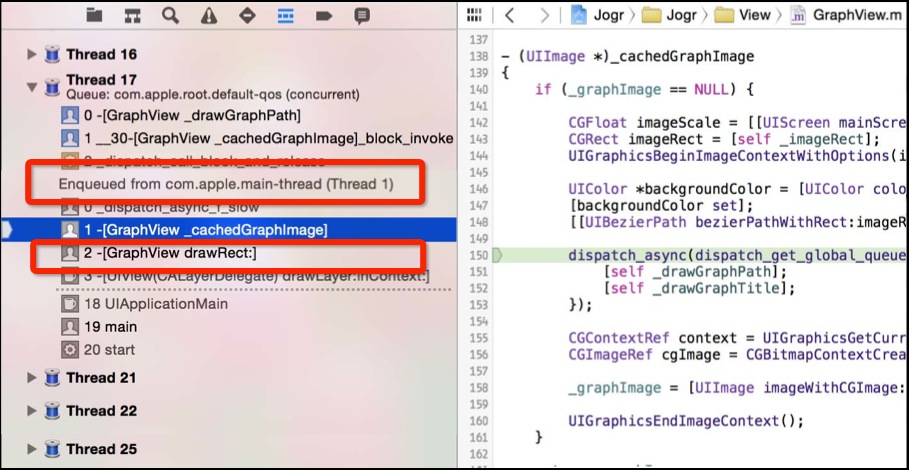 Thread 16
Thread 17
Queue: com.apple.root.default-qos (concurrent)
0 -[GraphView _drawGraphPath]
1 __30-[GraphView _cachedGraphImage]_block_invoke
2 _dispatch_call_block_and_release
Enqueued from com.apple.main-thread (Thread 1)
0 _dispatch_async_f_slow
1 -[GraphView _cachedGraphImage]
2 -[GraphView drawRect:]
3 -[UIView(CALayerDelegate) drawLayer:inContext:]
18 UIApplicationMain
19 main
20 start
Thread 21
Thread 22
Thread 25
Jogr
Jogr
View
GraphView.m
137
138 - (UIImage *)_cachedGraphImage
139 {
140 if (_graphImage == NULL) {
141
142 CGFloat imageScale = [[UIScreen mainScre
143 CGRect imageRect = [self _imageRect];
144 UIGraphicsBeginImageContextWithOptions(i
145
146 UIColor *backgroundColor = [UIColor colo
147 [backgroundColor set];
148 [[UIBezierPath bezierPathWithRect:imageR
149
150 dispatch_async(dispatch_get_global_queue
151 [self _drawGraphPath];
152 [self _drawGraphTitle];
153 });
154
155 CGContextRef context = UIGraphicsGetCurr
156 CGImageRef cgImage = CGBitmapContextCrea
157
158 _graphImage = [UIImage imageWithCGImage:
159
160 UIGraphicsEndImageContext();
161 }
162